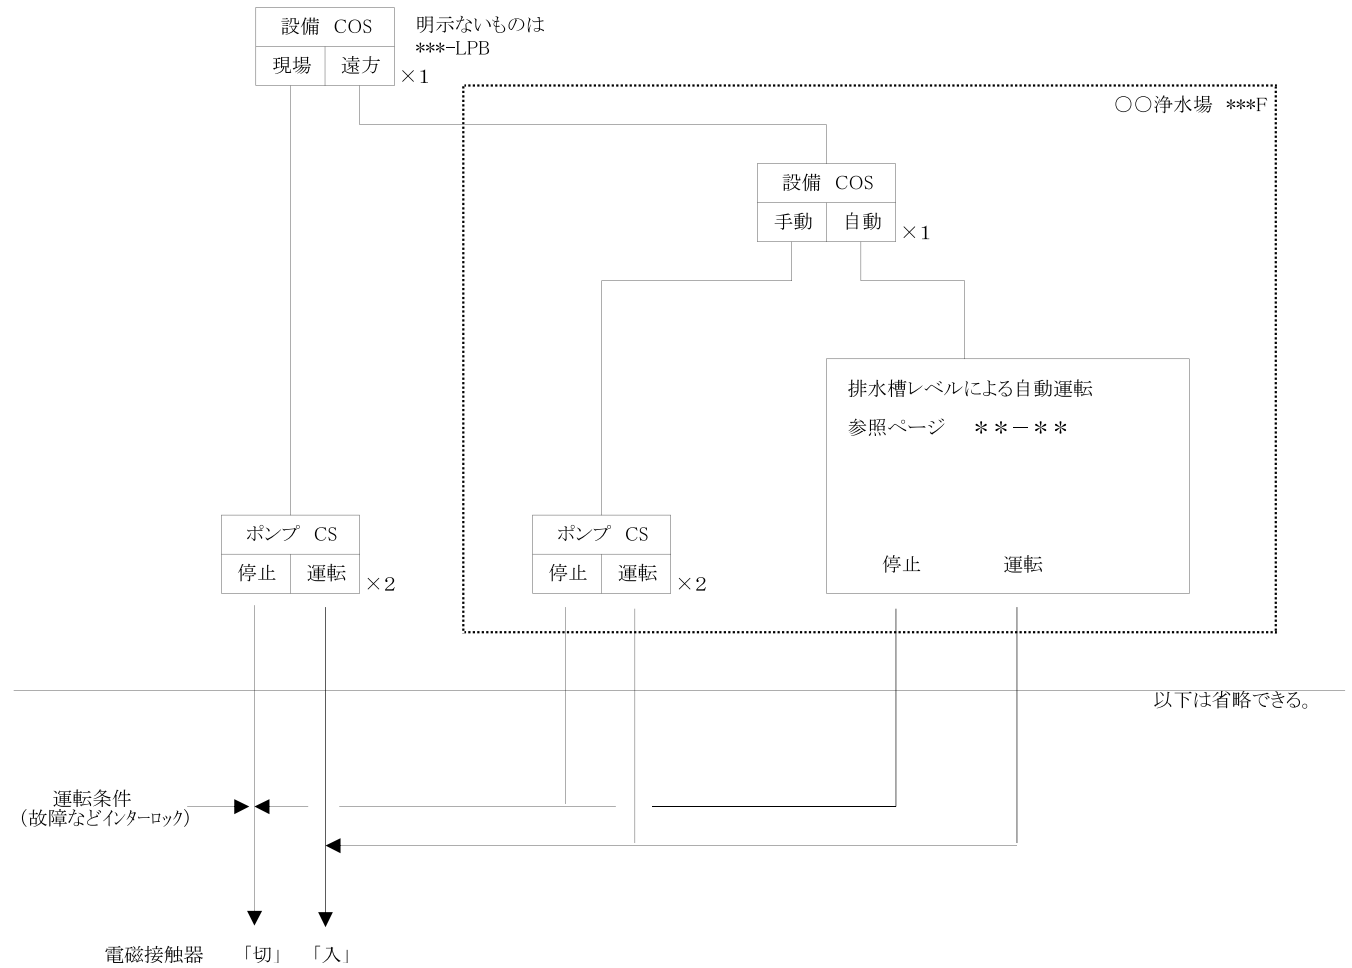 設備 COS
現場 遠方 ×1
明示ないものは
***-LPB
○○浄水場 ***F
設備 COS
手動 自動 ×1
排水槽レベルによる自動運転
参照ページ **-**
停止 運転
ポンプ CS
停止 運転 ×2
ポンプ CS
停止 運転 ×2
以下は省略できる。
運転条件
(故障などインターロック)
電磁接触器 「切」 「入」